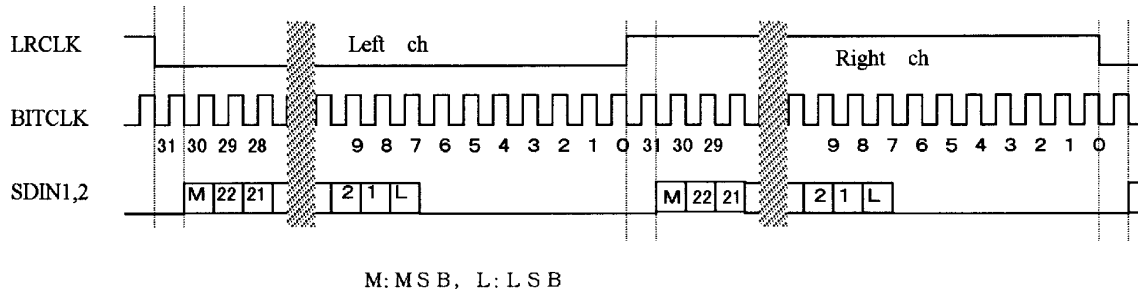 LRCLK Left ch Right ch
BITCLK
31 30 29 28 9 8 7 6 5 4 3 2 1 0 31 30 29 9 8 7 6 5 4 3 2 1 0
SDIN1,2 M 22 21 2 1 L M 22 21 2 1 L
M:MSB, L:LSB